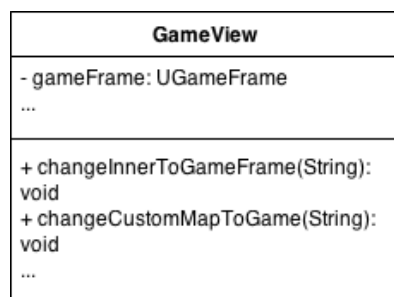 GameView
- gameFrame: UGameFrame
...
+ changeInnerToGameFrame(String):
void
+ changeCustomMapToGame(String):
void
...